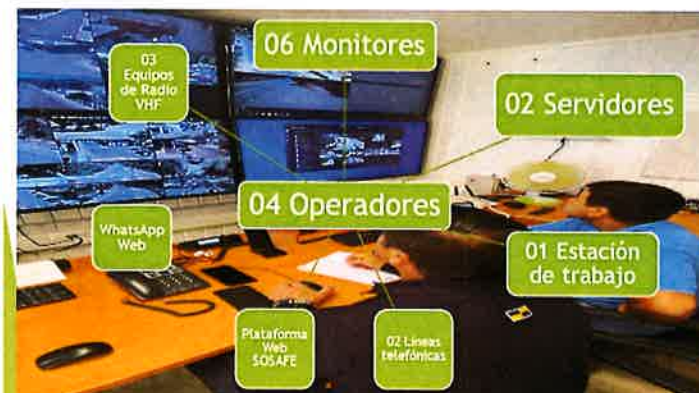 06 Monitores
03
Equipos
de Radio
VHF
02 Servidores
04 Operadores
WhatsApp
Web
01 Estación
de trabajo
Plataforma
Web
SOSAFE
02 Líneas
telefónicas